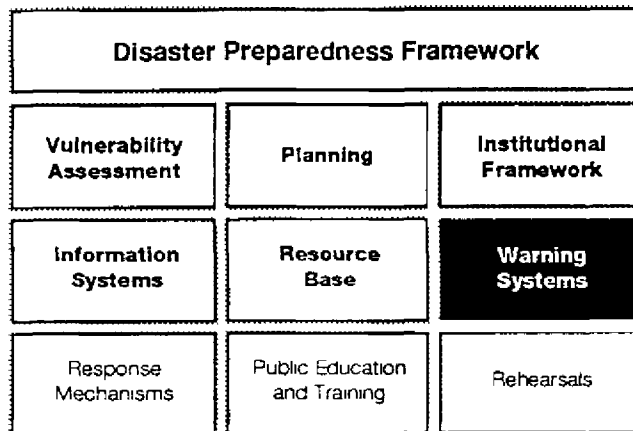 Disaster Preparedness Framework
Vulnerability
Assessment
Planning
Institutional
Framework
Information
Systems
Resource
Base
Warning
Systems
Response
Mechanisms
Public Education
and Training
Rehearsals